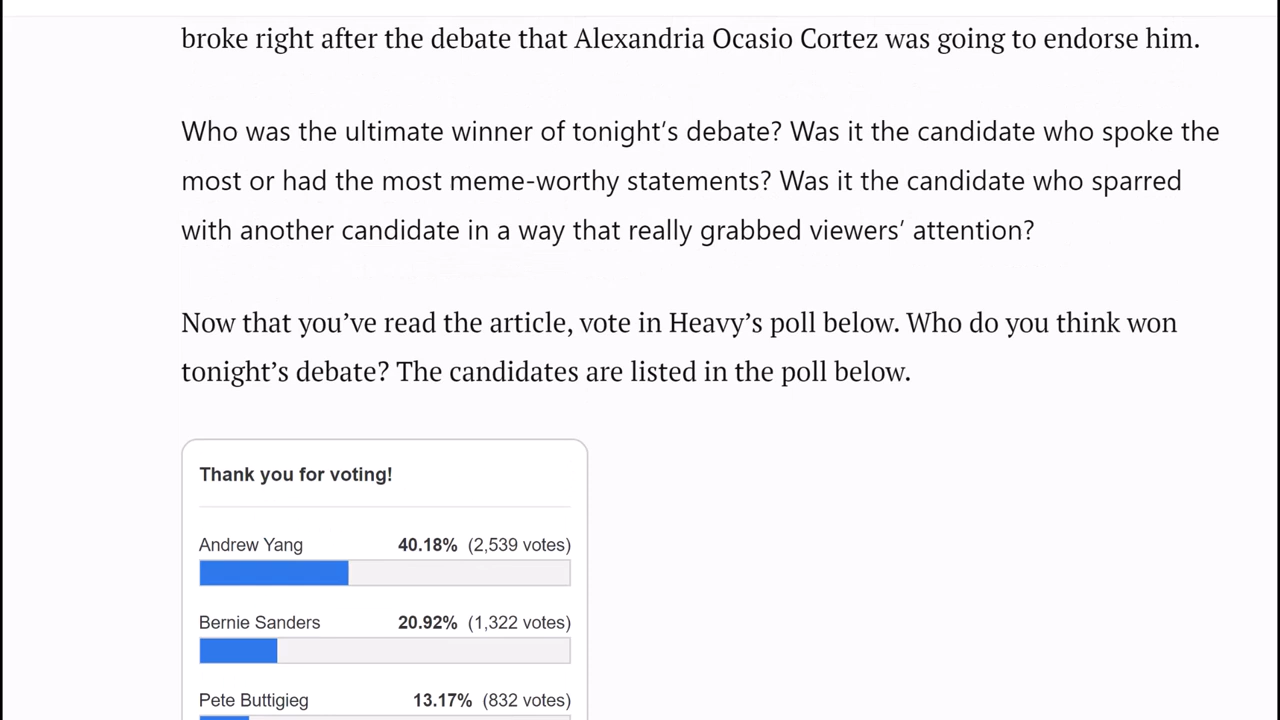 broke right after the debate that Alexandria Ocasio Cortez was going to endorse him.
Who was the ultimate winner of tonight’s debate? Was it the candidate who spoke the
most or had the most meme-worthy statements? Was it the candidate who sparred
with another candidate in a way that really grabbed viewers’ attention?
Now that you’ve read the article, vote in Heavy’s poll below. Who do you think won
tonight’s debate? The candidates are listed in the poll below.
Thank you for voting!
Andrew Yang 40.18% (2,539 votes)
Bernie Sanders 20.92% (1,322 votes)
Pete Buttigieg 13.17% (832 votes)